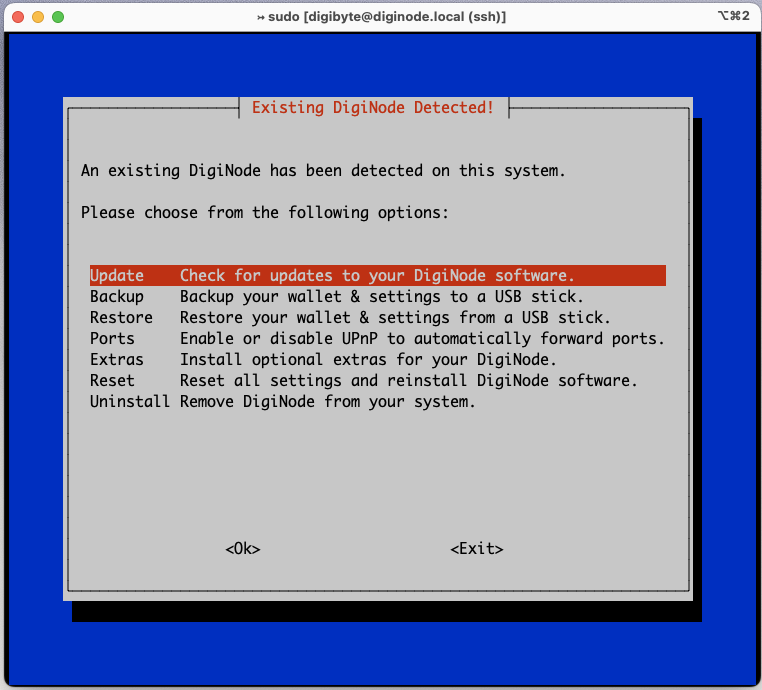 ↣ sudo [digibyte@diginode.local (ssh)]
⌥⌘2
Existing DigiNode Detected!
An existing DigiNode has been detected on this system.
Please choose from the following options:
Update Check for updates to your DigiNode software.
Backup Backup your wallet & settings to a USB stick.
Restore Restore your wallet & settings from a USB stick.
Ports Enable or disable UPnP to automatically forward ports.
Extras Install optional extras for your DigiNode.
Reset Reset all settings and reinstall DigiNode software.
Uninstall Remove DigiNode from your system.
<Ok> <Exit>